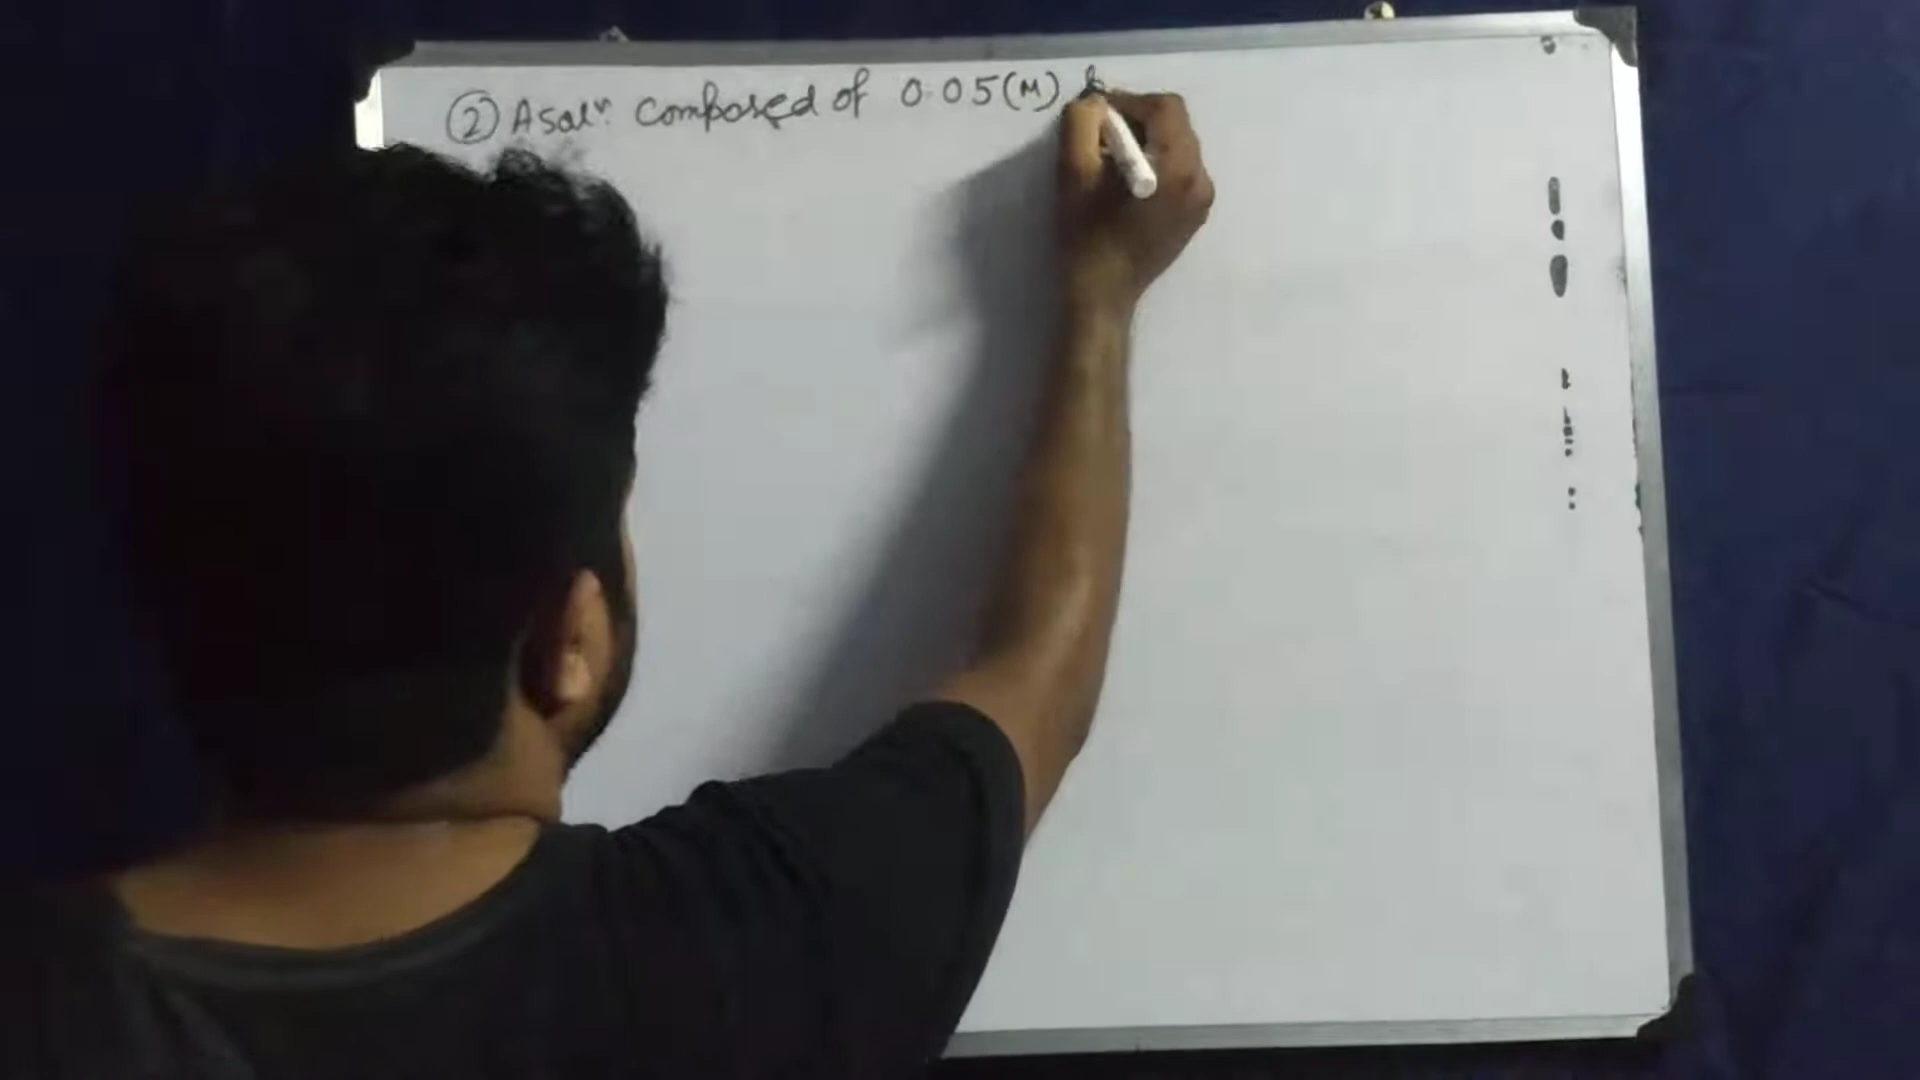 ② A solⁿ. composed of 0.05(M)